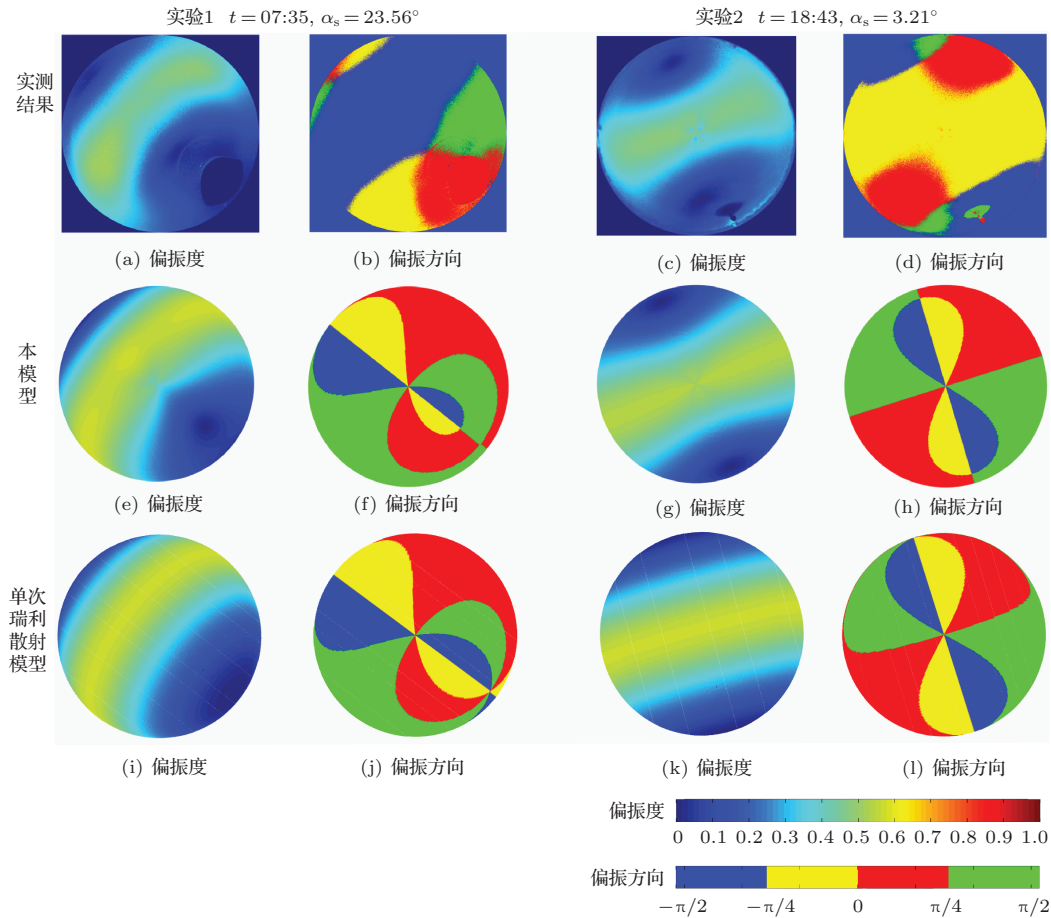 实验1 t=07:35, αs=23.56°
实验2 t=18:43, αs=3.21°
实测
结果
(a) 偏振度
(b) 偏振方向
(c) 偏振度
(d) 偏振方向
本
模
型
(e) 偏振度
(f) 偏振方向
(g) 偏振度
(h) 偏振方向
单次
瑞利
散射
模型
(i) 偏振度
(j) 偏振方向
(k) 偏振度
(l) 偏振方向
偏振度
0 0.1 0.2 0.3 0.4 0.5 0.6 0.7 0.8 0.9 1.0
偏振方向
−π/2 −π/4 0 π/4 π/2